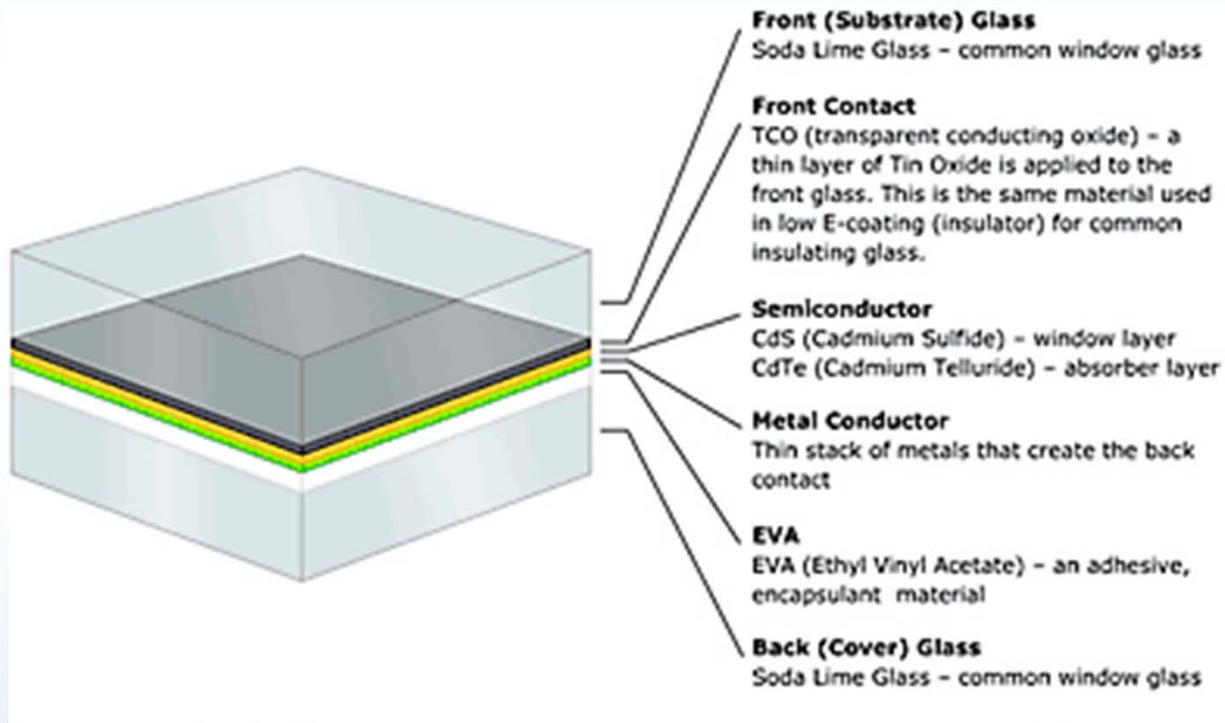 Front (Substrate) Glass
Soda Lime Glass – common window glass
Front Contact
TCO (transparent conducting oxide) – a
thin layer of Tin Oxide is applied to the
front glass. This is the same material used
in low E-coating (insulator) for common
insulating glass.
Semiconductor
CdS (Cadmium Sulfide) – window layer
CdTe (Cadmium Telluride) – absorber layer
Metal Conductor
Thin stack of metals that create the back
contact
EVA
EVA (Ethyl Vinyl Acetate) – an adhesive,
encapsulant material
Back (Cover) Glass
Soda Lime Glass – common window glass